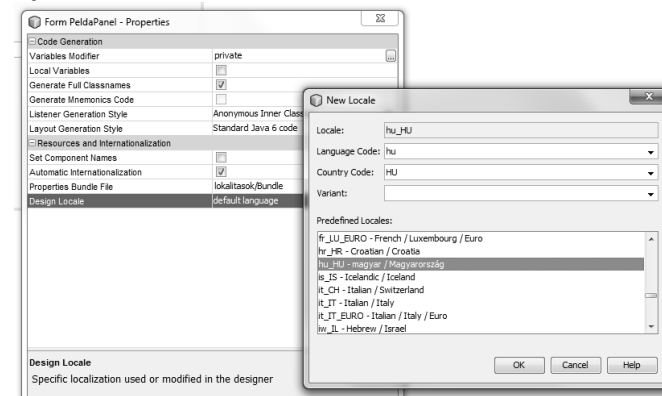 Form PeldaPanel - Properties
Code Generation
Variables Modifier private ...
Local Variables
Generate Full Classnames
Generate Mnemonics Code
Listener Generation Style Anonymous Inner Class
Layout Generation Style Standard Java 6 code
Resources and Internationalization
Set Component Names
Automatic Internationalization
Properties Bundle File lokalitasok/Bundle
Design Locale default language
Design Locale
Specific localization used or modified in the designer
New Locale
Locale: hu_HU
Language Code: hu
Country Code: HU
Variant:
Predefined Locales:
fr_LU_EURO - French / Luxembourg / Euro
hr_HR - Croatian / Croatia
hu_HU - magyar / Magyarország
is_IS - Icelandic / Iceland
it_CH - Italian / Switzerland
it_IT - Italian / Italy
it_IT_EURO - Italian / Italy / Euro
iw_IL - Hebrew / Israel
OK Cancel Help